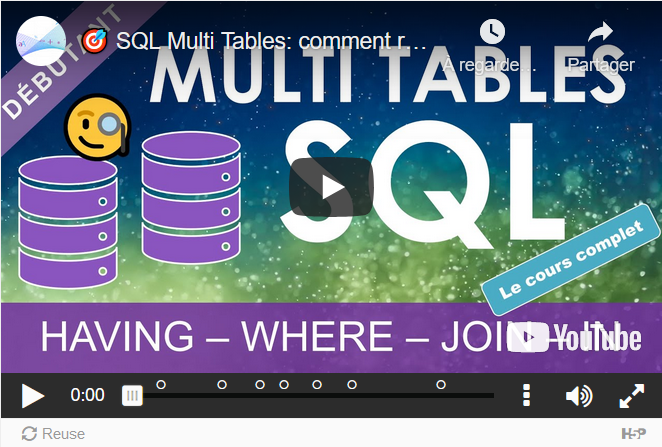 🎯 SQL Multi Tables: comment r…
À regarde…
Partager
DÉBUTANT
MULTI TABLES
SQL
Le cours complet
HAVING – WHERE – JOIN – IN
YouTube
0:00
Reuse
H5P